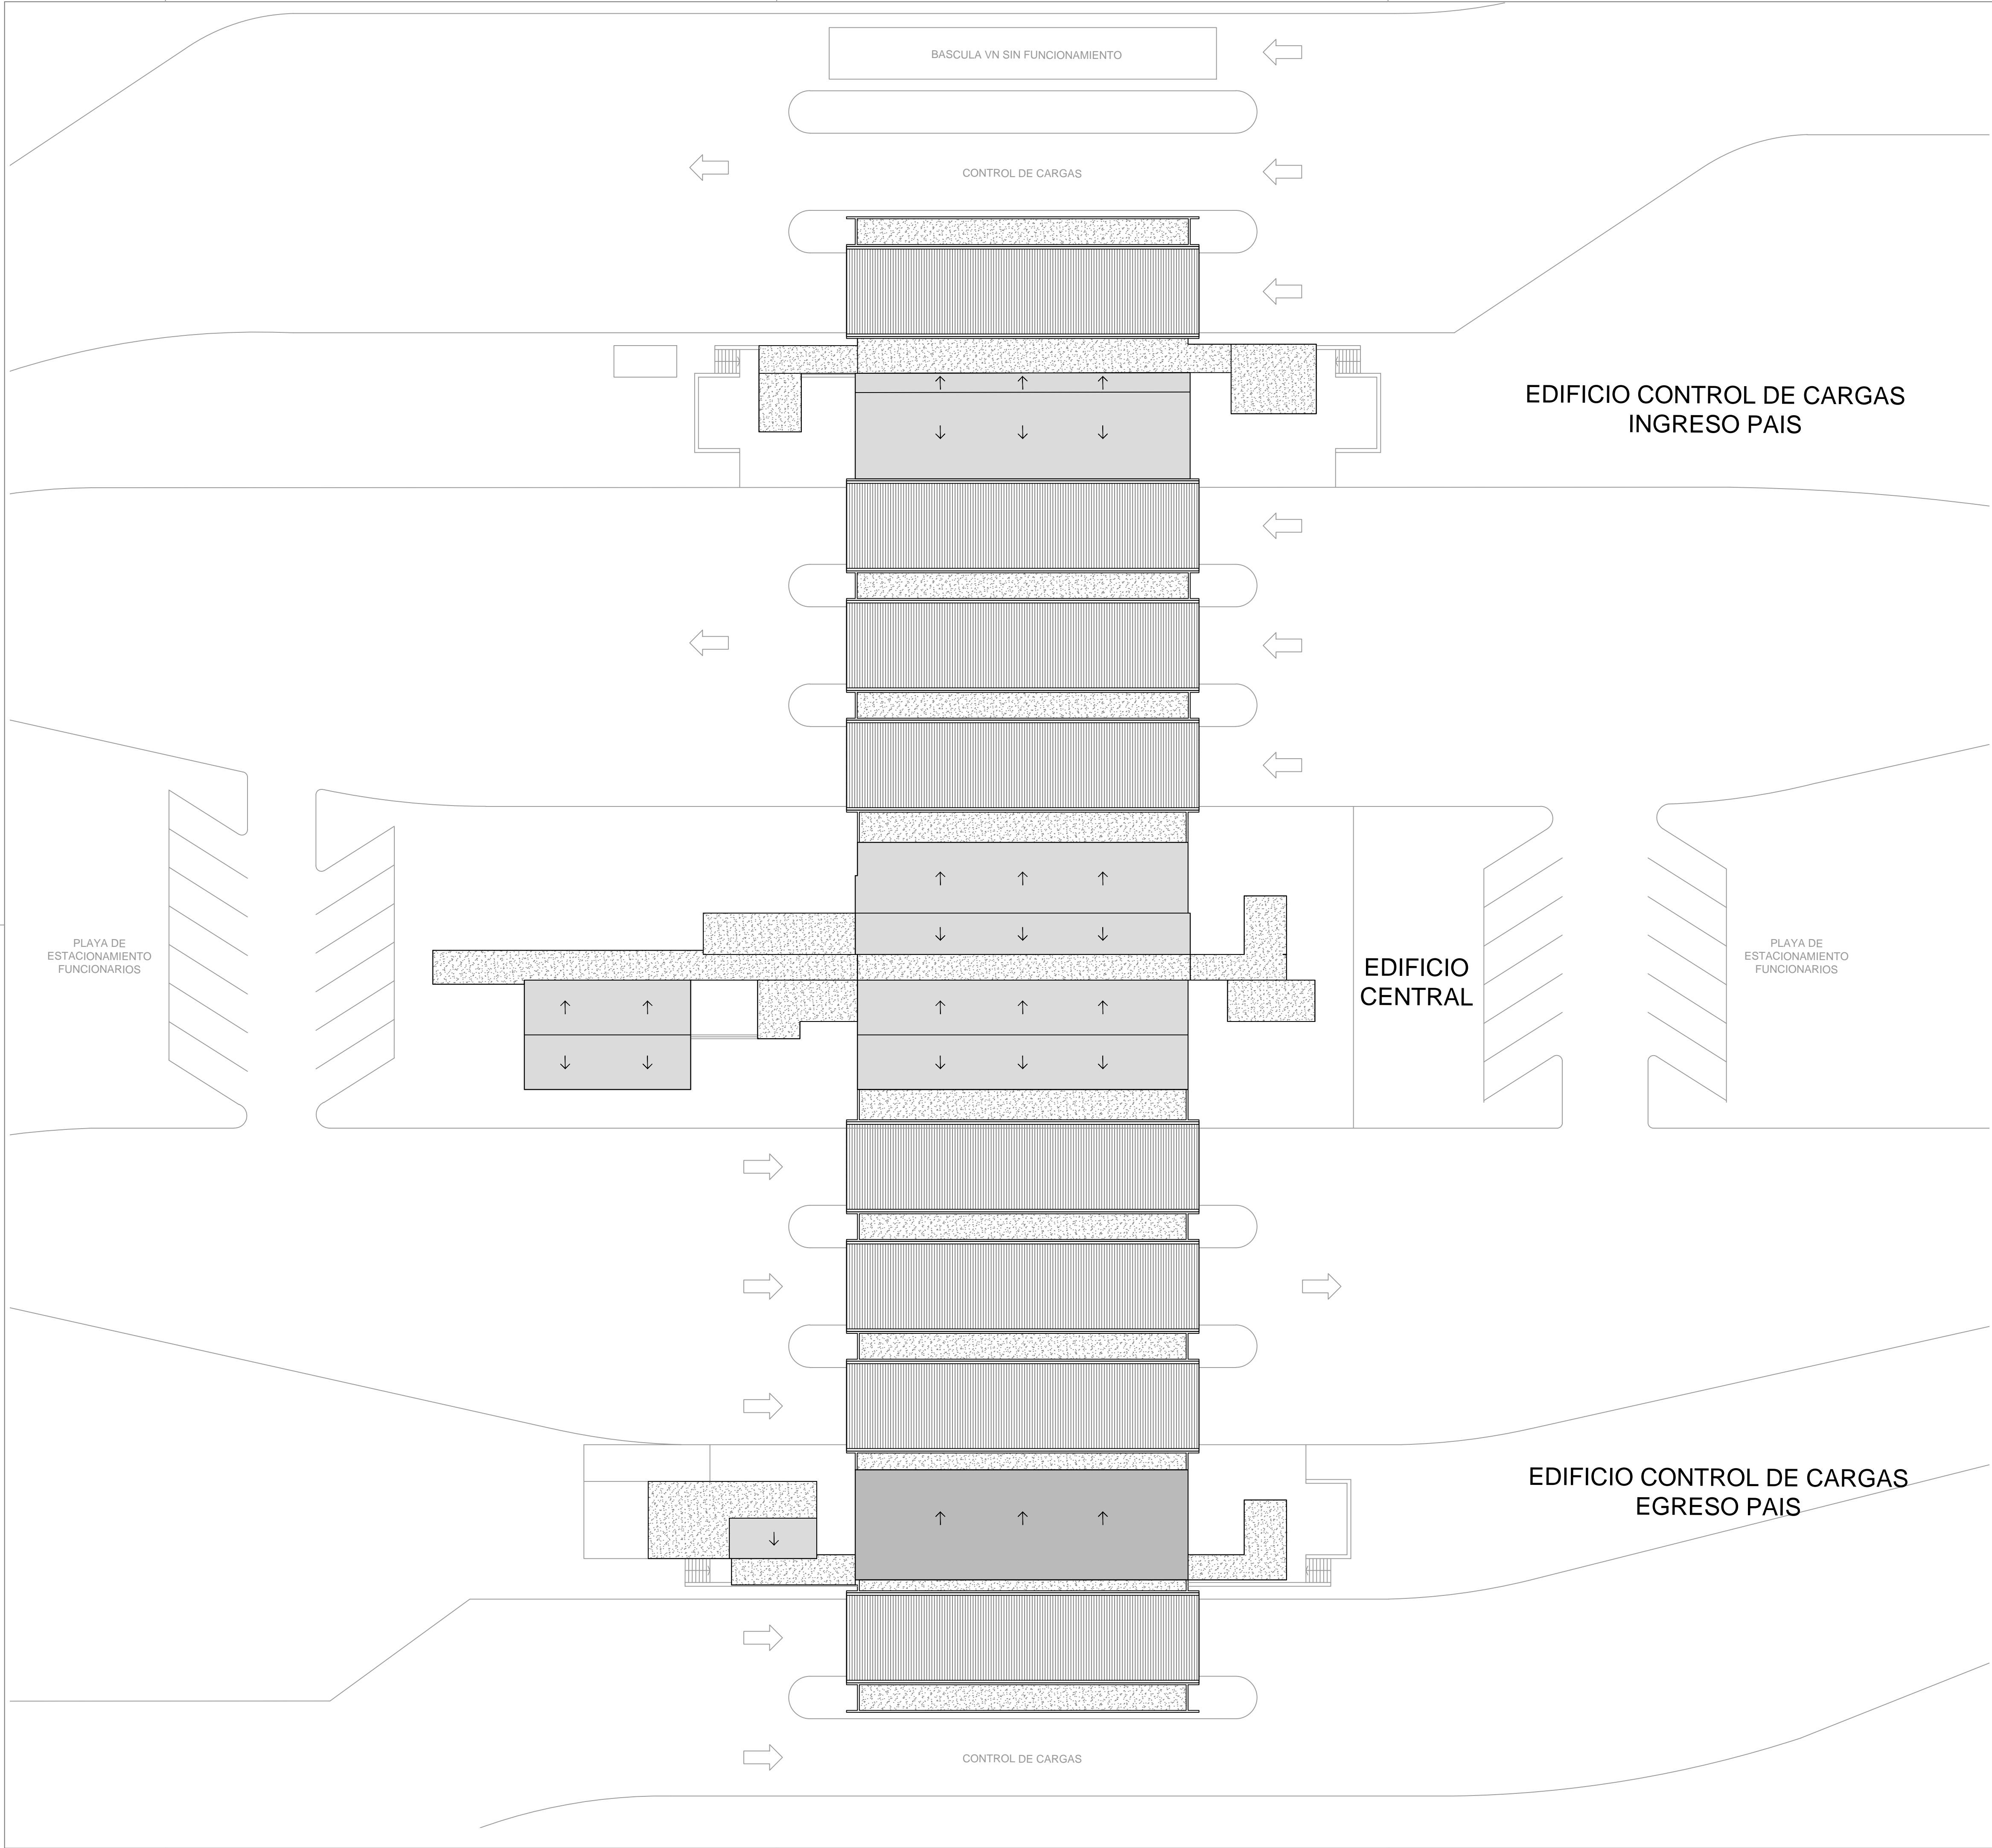 BASCULA VN SIN FUNCIONAMIENTO
CONTROL DE CARGAS
EDIFICIO CONTROL DE CARGAS
INGRESO PAIS
PLAYA DE
ESTACIONAMIENTO
FUNCIONARIOS
EDIFICIO
CENTRAL
PLAYA DE
ESTACIONAMIENTO
FUNCIONARIOS
EDIFICIO CONTROL DE CARGAS
EGRESO PAIS
CONTROL DE CARGAS